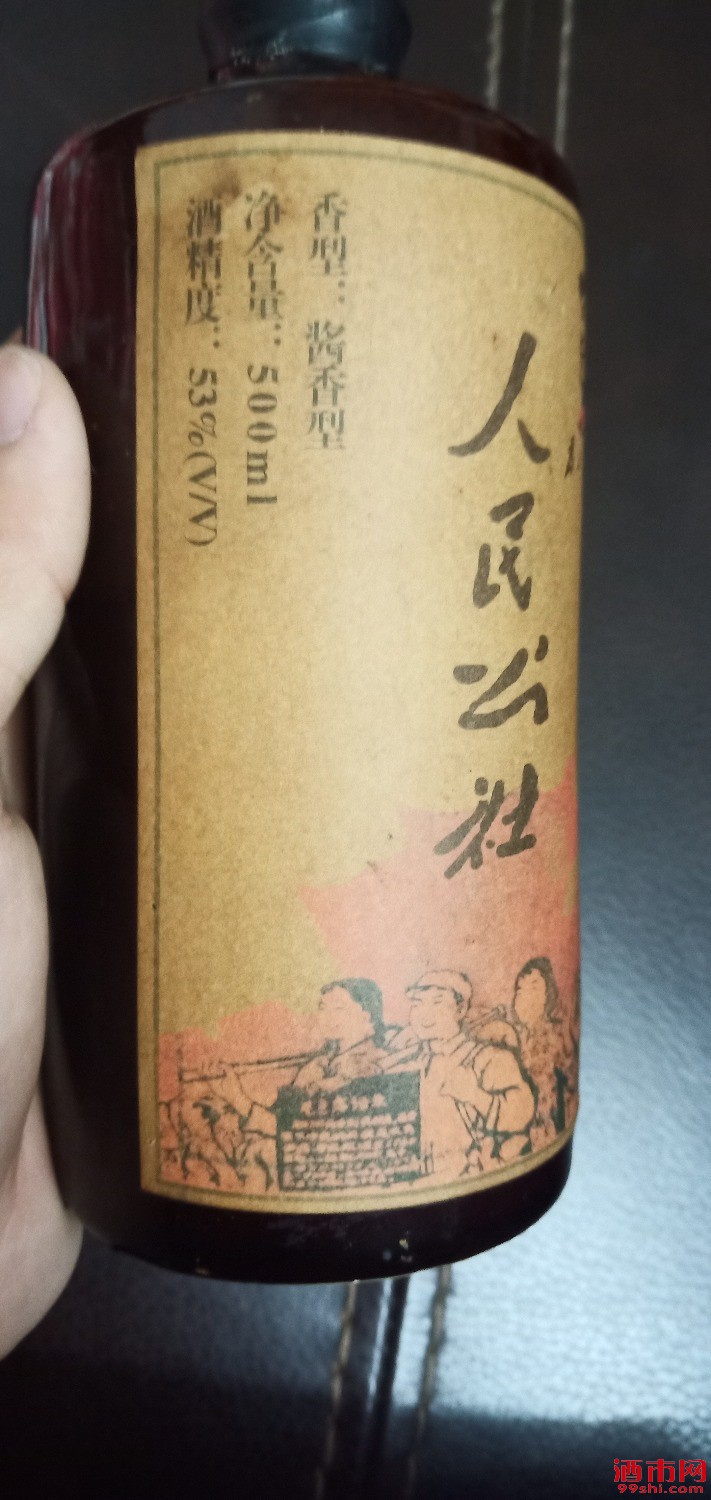 人民公社
香型：酱香型
净含量：500ml
酒精度：53%(V/V)
酒市网
99shi.com